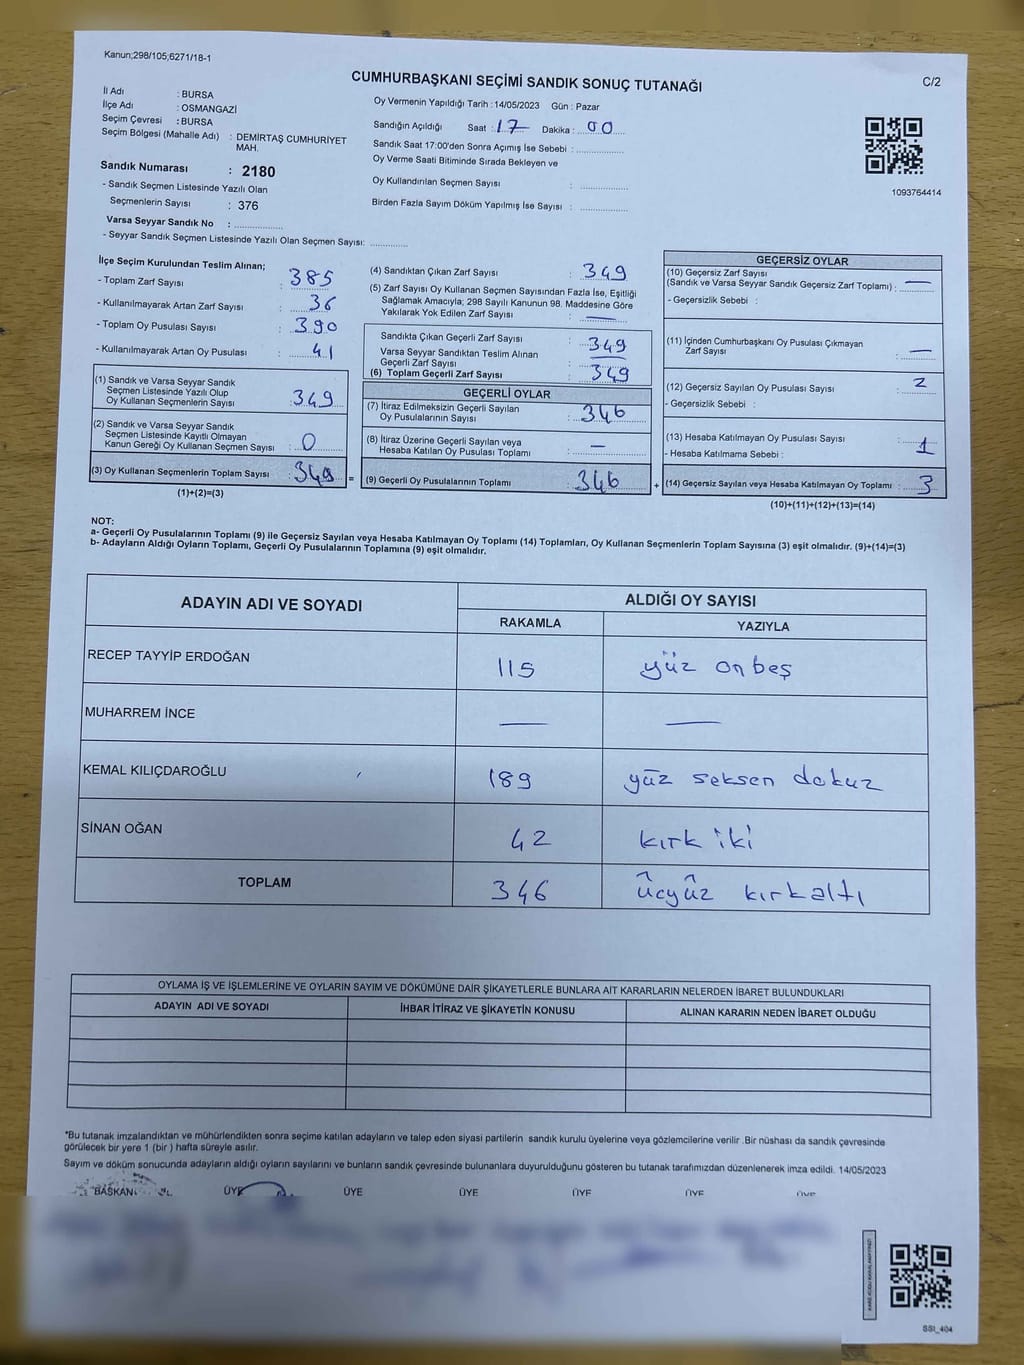 Kanun;298/105;6271/18-1
CUMHURBAŞKANI SEÇİMİ SANDIK SONUÇ TUTANAĞI
C/2
İl Adı : BURSA
İlçe Adı : OSMANGAZİ
Seçim Çevresi : BURSA
Seçim Bölgesi (Mahalle Adı) : DEMİRTAŞ CUMHURİYET
MAH.
Sandık Numarası : 2180
- Sandık Seçmen Listesinde Yazılı Olan
Seçmenlerin Sayısı : 376
Varsa Seyyar Sandık No : ..............
- Seyyar Sandık Seçmen Listesinde Yazılı Olan Seçmen Sayısı: ............
Oy Vermenin Yapıldığı Tarih : 14/05/2023 Gün : Pazar
Sandığın Açıldığı Saat : 17 Dakika : 00
Sandık Saat 17:00'den Sonra Açımış İse Sebebi : ..............
Oy Verme Saati Bitiminde Sırada Bekleyen ve
Oy Kullandırılan Seçmen Sayısı : ..............
Birden Fazla Sayım Döküm Yapılmış İse Sayısı : ..............
1093764414
İlçe Seçim Kurulundan Teslim Alınan;
- Toplam Zarf Sayısı : 385
- Kullanılmayarak Artan Zarf Sayısı : 36
- Toplam Oy Pusulası Sayısı : 390
- Kullanılmayarak Artan Oy Pusulası : 41
(1) Sandık ve Varsa Seyyar Sandık
Seçmen Listesinde Yazılı Olup
Oy Kullanan Seçmenlerin Sayısı : 349
(2) Sandık ve Varsa Seyyar Sandık
Seçmen Listesinde Kayıtlı Olmayan
Kanun Gereği Oy Kullanan Seçmen Sayısı : 0
(3) Oy Kullanan Seçmenlerin Toplam Sayısı : 349 =
(1)+(2)=(3)
(4) Sandıktan Çıkan Zarf Sayısı : 349
(5) Zarf Sayısı Oy Kullanan Seçmen Sayısından Fazla İse, Eşitliği
Sağlamak Amacıyla; 298 Sayılı Kanunun 98. Maddesine Göre
Yakılarak Yok Edilen Zarf Sayısı : —
Sandıkta Çıkan Geçerli Zarf Sayısı : 349
Varsa Seyyar Sandıktan Teslim Alınan
Geçerli Zarf Sayısı : —
(6) Toplam Geçerli Zarf Sayısı : 349
GEÇERLİ OYLAR
(7) İtiraz Edilmeksizin Geçerli Sayılan
Oy Pusulalarının Sayısı : 346
(8) İtiraz Üzerine Geçerli Sayılan veya
Hesaba Katılan Oy Pusulaları Toplamı : —
(9) Geçerli Oy Pusulalarının Toplamı : 346 +
GEÇERSİZ OYLAR
(10) Geçersiz Zarf Sayısı
(Sandık ve Varsa Seyyar Sandık Geçersiz Zarf Toplamı) : —
- Geçersizlik Sebebi :
(11) İçinden Cumhurbaşkanı Oy Pusulası Çıkmayan
Zarf Sayısı : —
(12) Geçersiz Sayılan Oy Pusulası Sayısı : 2
- Geçersizlik Sebebi :
(13) Hesaba Katılmayan Oy Pusulası Sayısı : 1
- Hesaba Katılmama Sebebi :
(14) Geçersiz Sayılan veya Hesaba Katılmayan Oy Toplamı : 3
(10)+(11)+(12)+(13)=(14)
NOT:
a- Geçerli Oy Pusulalarının Toplamı (9) ile Geçersiz Sayılan veya Hesaba Katılmayan Oy Toplamı (14) Toplamları, Oy Kullanan Seçmenlerin Toplam Sayısına (3) eşit olmalıdır. (9)+(14)=(3)
b- Adayların Aldığı Oyların Toplamı, Geçerli Oy Pusulalarının Toplamına (9) eşit olmalıdır.
ADAYIN ADI VE SOYADI ALDIĞI OY SAYISI
RAKAMLA YAZIYLA
RECEP TAYYİP ERDOĞAN 115 yüz onbeş
MUHARREM İNCE — —
KEMAL KILIÇDAROĞLU 189 yüz seksen dokuz
SİNAN OĞAN 42 kırk iki
TOPLAM 346 üçyüz kırkaltı
OYLAMA İŞ VE İŞLEMLERİNE VE OYLARIN SAYIM VE DÖKÜMÜNE DAİR ŞİKAYETLERLE BUNLARA AİT KARARLARIN NELERDEN İBARET BULUNDUKLARI
ADAYIN ADI VE SOYADI İHBAR İTİRAZ VE ŞİKAYETİN KONUSU ALINAN KARARIN NEDEN İBARET OLDUĞU
*Bu tutanak imzalandıktan ve mühürlendikten sonra seçime katılan adayların ve talep eden siyasi partilerin sandık kurulu üyelerine veya gözlemcilerine verilir .Bir nüshası da sandık çevresinde
görülecek bir yere 1 (bir ) hafta süreyle asılır.
Sayım ve döküm sonucunda adayların aldığı oyların sayılarını ve bunların sandık çevresinde bulunanlara duyurulduğunu gösteren bu tutanak tarafımızdan düzenlenerek imza edildi. 14/05/2023
BAŞKAN ÜYE ÜYE ÜYE ÜYE ÜYE ÜYE
SSI_404